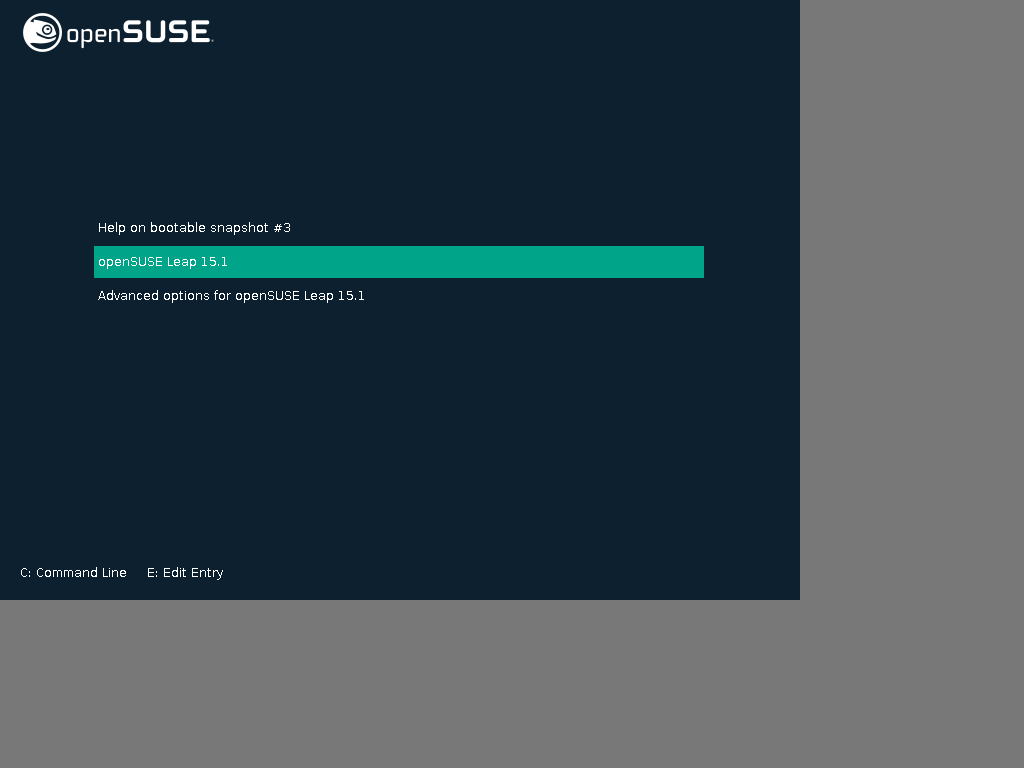 openSUSE.
Help on bootable snapshot #3
openSUSE Leap 15.1
Advanced options for openSUSE Leap 15.1
C: Command Line E: Edit Entry